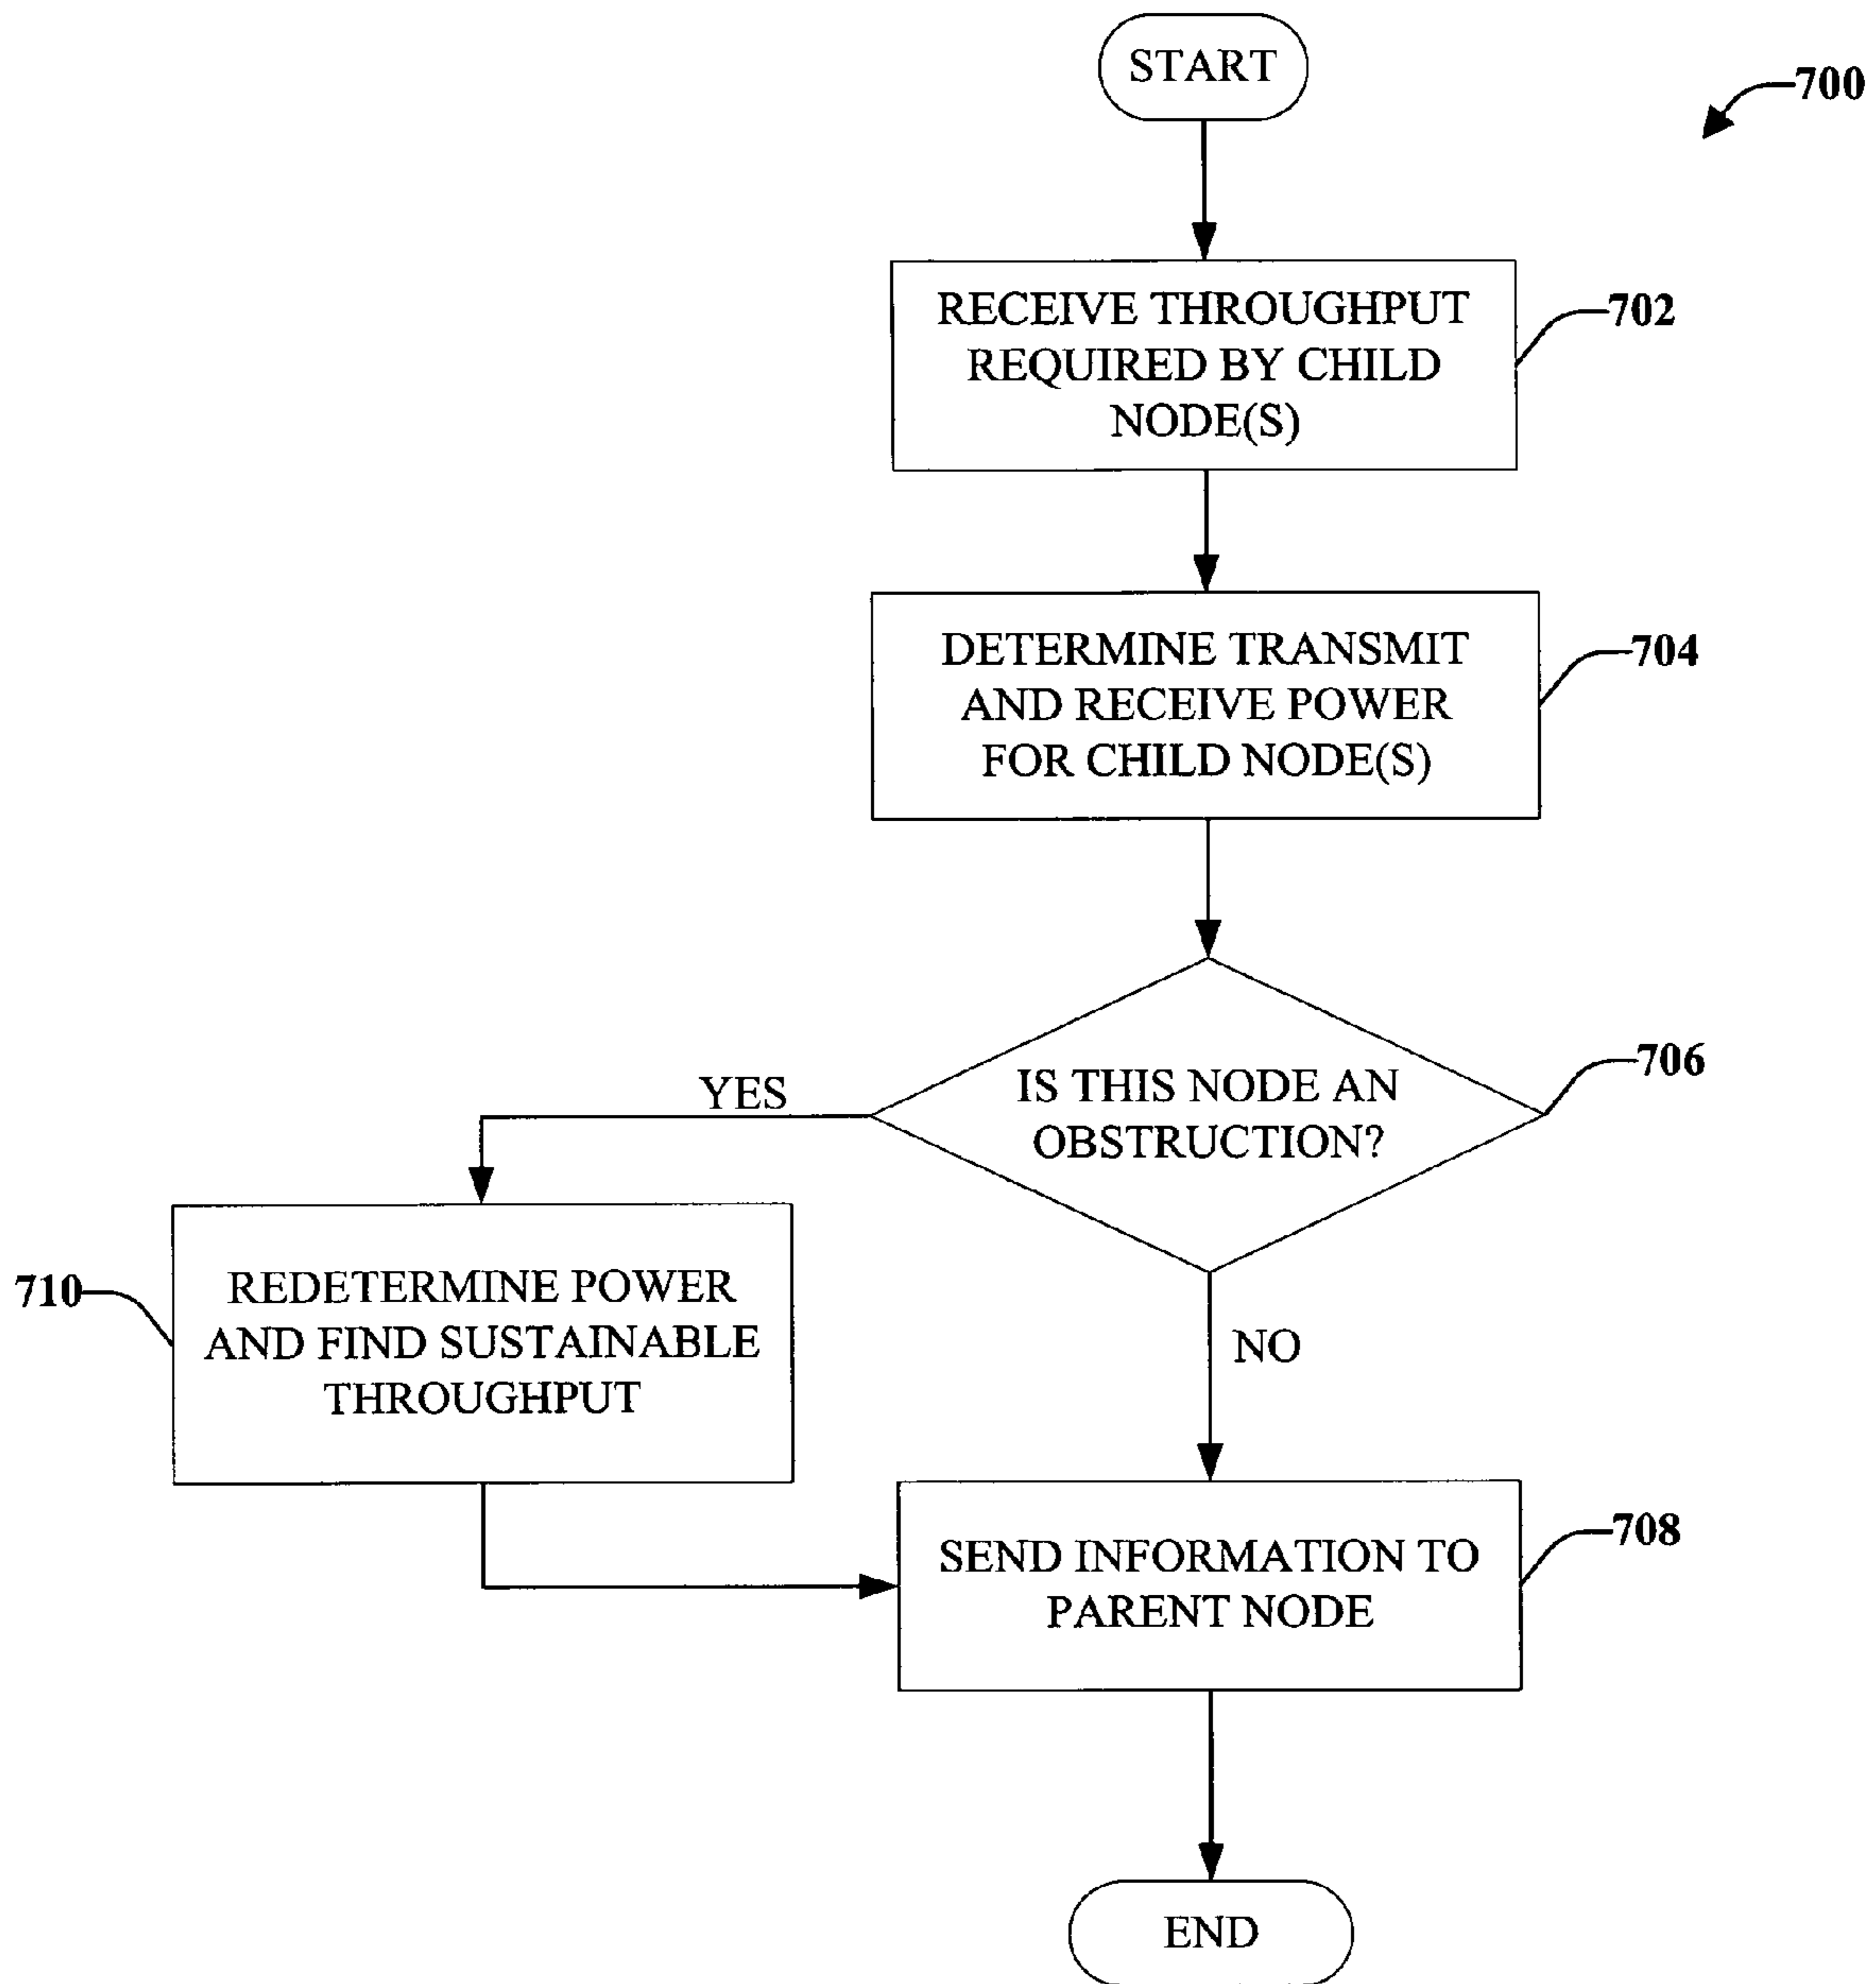 START
700
RECEIVE THROUGHPUT
REQUIRED BY CHILD
NODE(S)
702
DETERMINE TRANSMIT
AND RECEIVE POWER
FOR CHILD NODE(S)
704
IS THIS NODE AN
OBSTRUCTION?
706
YES
NO
710
REDETERMINE POWER
AND FIND SUSTAINABLE
THROUGHPUT
SEND INFORMATION TO
PARENT NODE
708
END